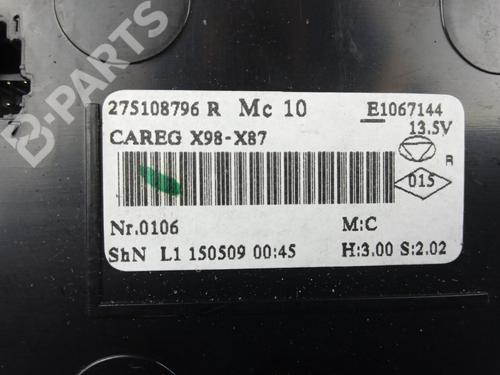 275108796 R Mc 10 E1067144
13.5V
CAREG X98-X87
R
015
Nr.0106 M:C
ShN L1 150509 00:45 H:3.00 S:2.02
B-PARTS